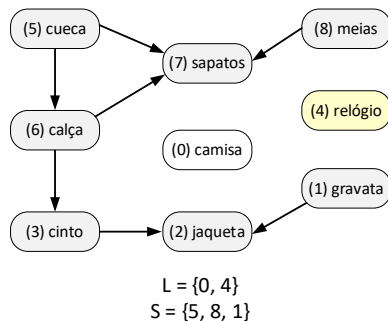 (5) cueca
(8) meias
(7) sapatos
(4) relógio
(6) calça
(0) camisa
(1) gravata
(3) cinto
(2) jaqueta
L = {0, 4}
S = {5, 8, 1}